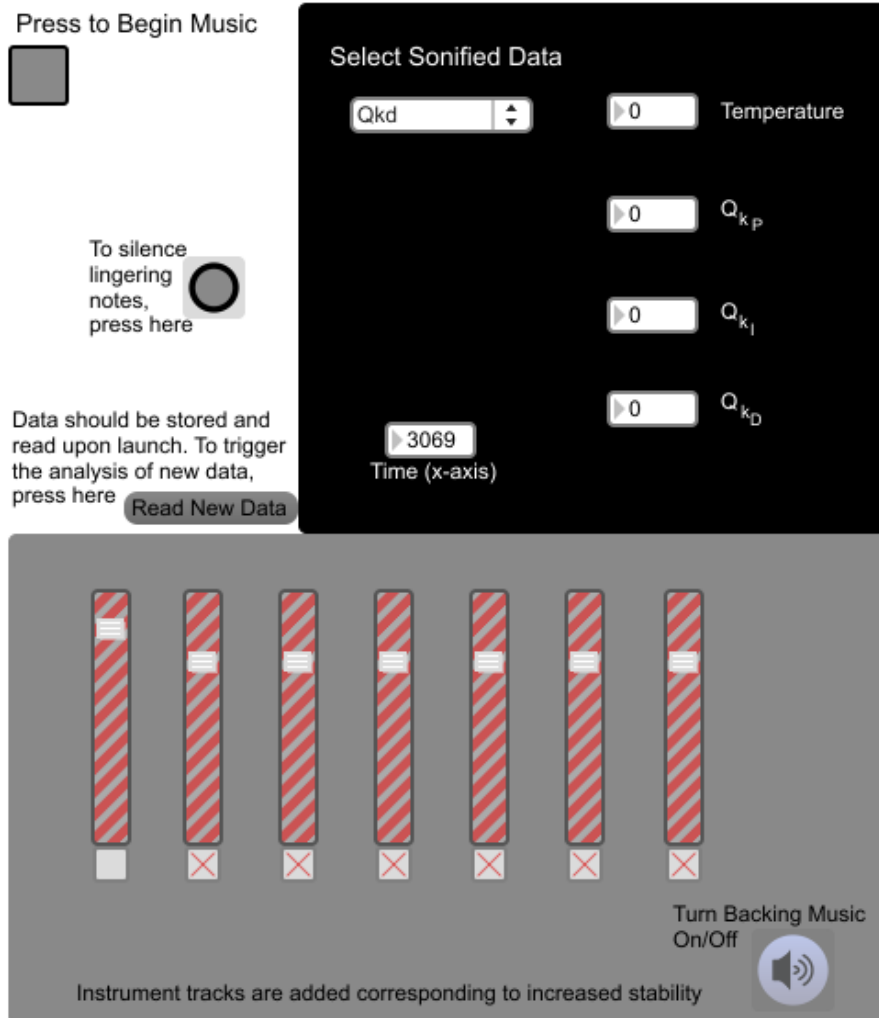 Press to Begin Music
Select Sonified Data
Qkd
0
Temperature
0
Q k P
To silence
lingering
notes,
press here
0
Q k I
0
Q k D
Data should be stored and
read upon launch. To trigger
the analysis of new data,
press here
Read New Data
3069
Time (x-axis)
Turn Backing Music
On/Off
Instrument tracks are added corresponding to increased stability